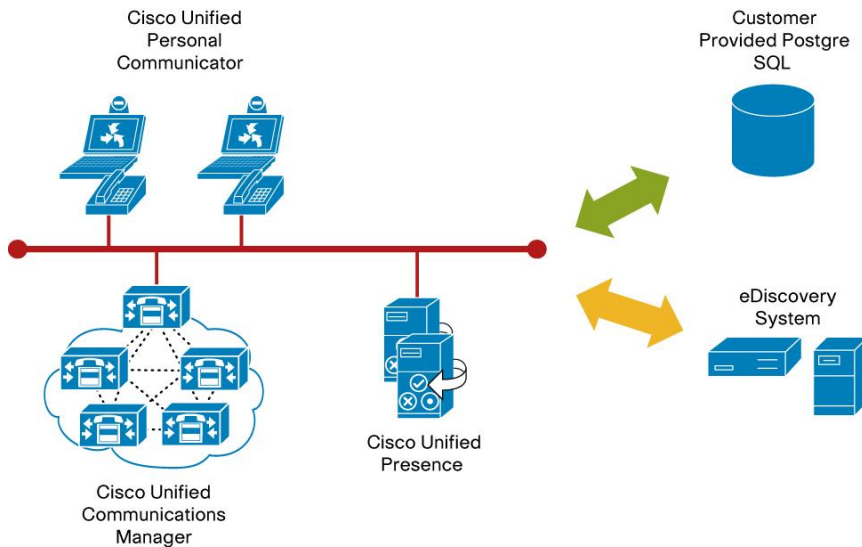 Cisco Unified
Personal
Communicator
Customer
Provided Postgre
SQL
eDiscovery
System
Cisco Unified
Presence
Cisco Unified
Communications
Manager